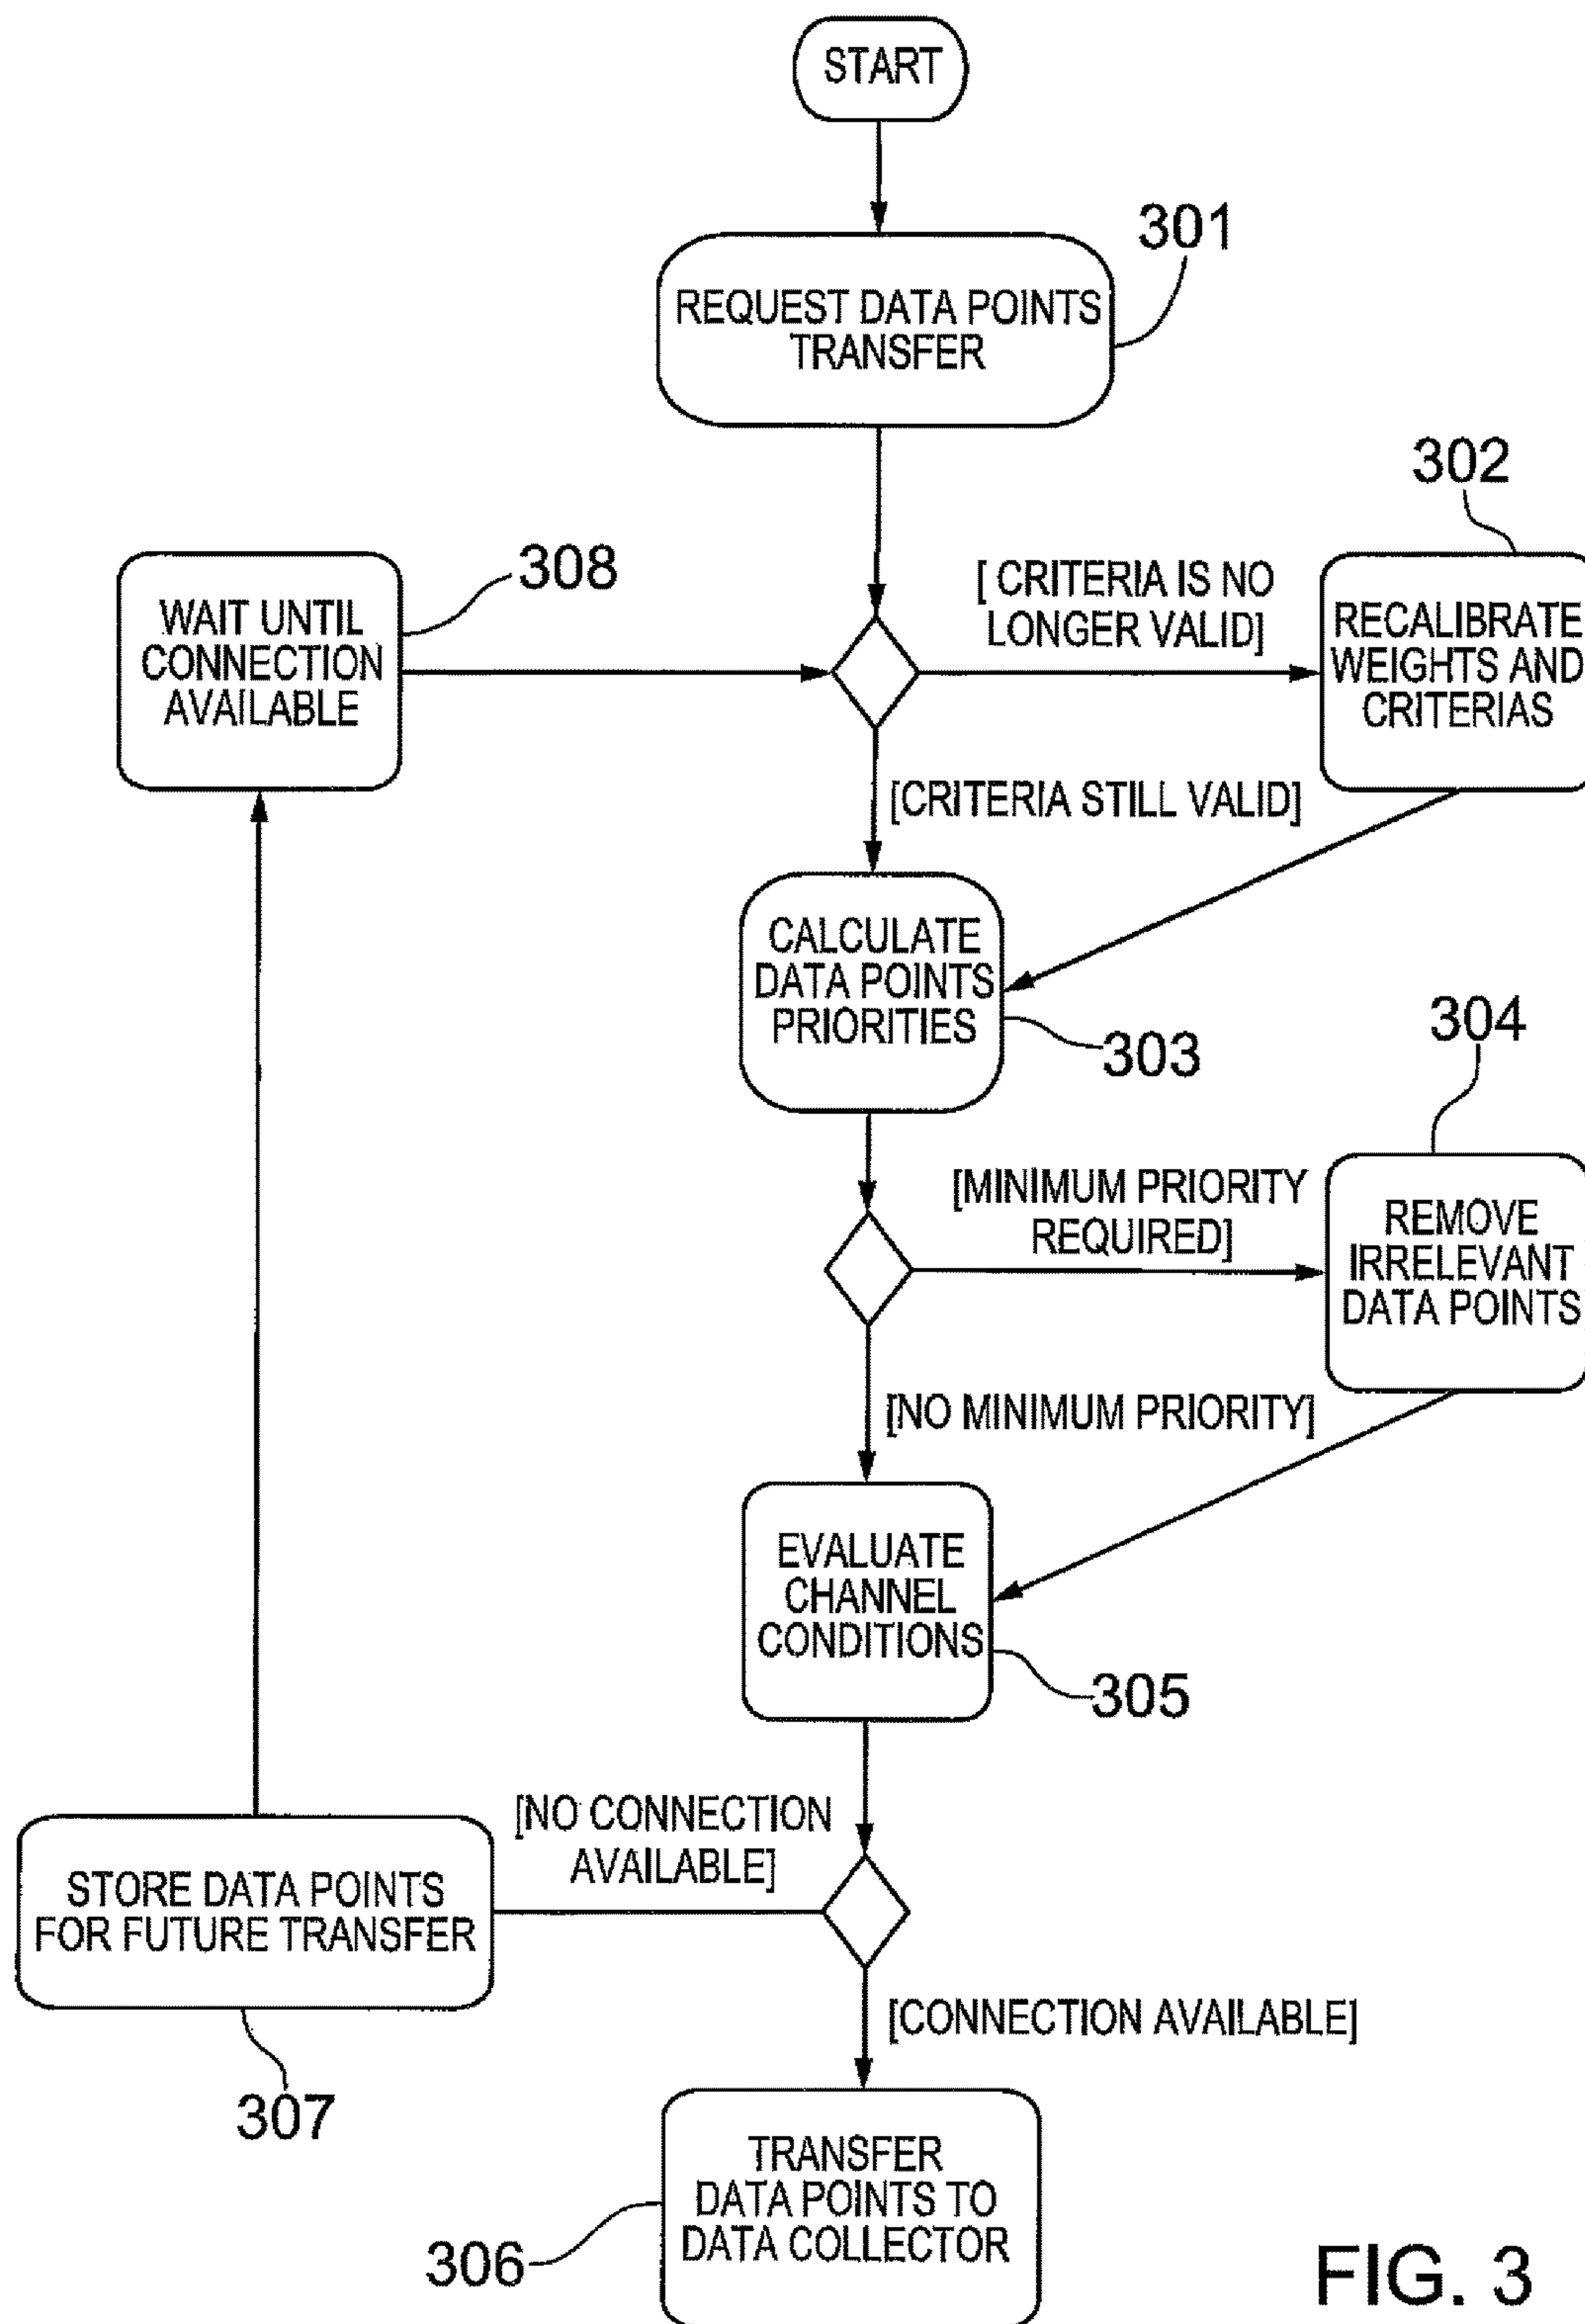 START
301
REQUEST DATA POINTS
TRANSFER
302
308
[ CRITERIA IS NO
LONGER VALID]
WAIT UNTIL
CONNECTION
AVAILABLE
RECALIBRATE
WEIGHTS AND
CRITERIAS
[CRITERIA STILL VALID]
CALCULATE
DATA POINTS
PRIORITIES
303
304
[MINIMUM PRIORITY
REQUIRED]
REMOVE
IRRELEVANT
DATA POINTS
[NO MINIMUM PRIORITY]
EVALUATE
CHANNEL
CONDITIONS
305
[NO CONNECTION
AVAILABLE]
STORE DATA POINTS
FOR FUTURE TRANSFER
[CONNECTION AVAILABLE]
307
TRANSFER
DATA POINTS TO
DATA COLLECTOR
306
FIG. 3